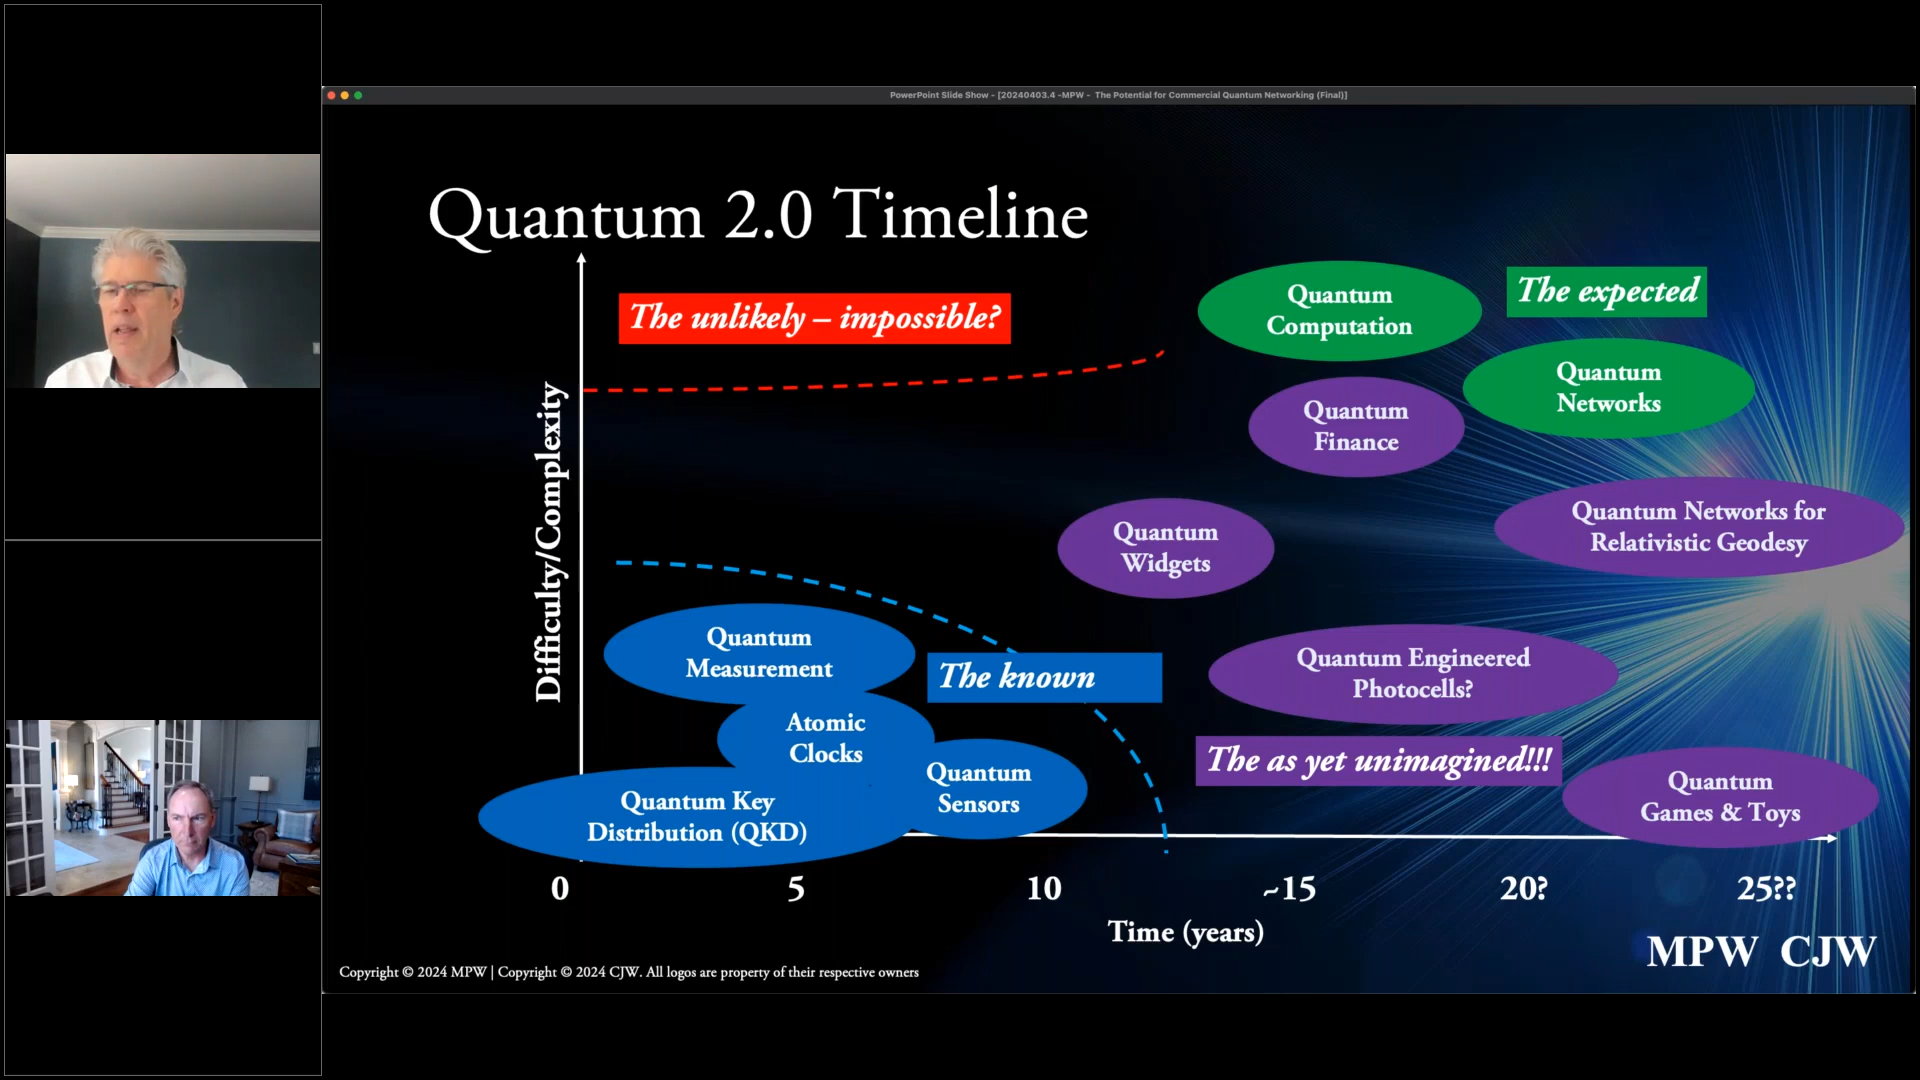 PowerPoint Slide Show - [20240403.4 -MPW - The Potential for Commercial Quantum Networking (Final)]
Quantum 2.0 Timeline
The unlikely – impossible?
Quantum
Computation
The expected
Quantum
Networks
Quantum
Finance
Difficulty/Complexity
Quantum
Widgets
Quantum Networks for
Relativistic Geodesy
Quantum
Measurement
The known
Quantum Engineered
Photocells?
Atomic
Clocks
Quantum
Sensors
The as yet unimagined!!!
Quantum Key
Distribution (QKD)
Quantum
Games & Toys
0 5 10 ~15 20? 25??
Time (years)
MPW CJW
Copyright © 2024 MPW | Copyright © 2024 CJW. All logos are property of their respective owners